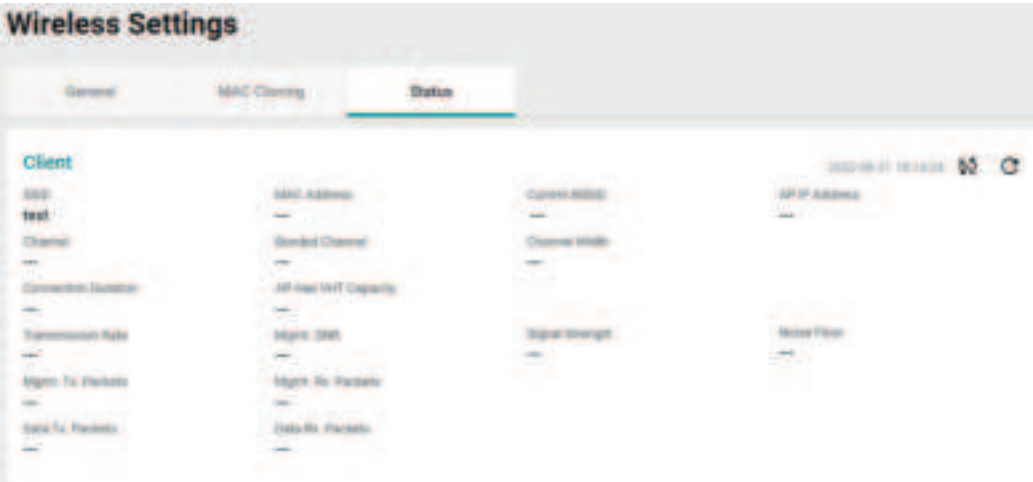 Wireless Settings
General MAC Cloning Status
Client
SSID MAC Address Current BSSID AP IP Address
test --- --- ---
Channel Bonded Channel Channel Width
--- --- ---
Connection Duration AP Has VHT Capacity
--- ---
Transmission Rate Mgmt. SNR Signal Strength Noise Floor
--- --- --- ---
Mgmt. Tx. Packets Mgmt. Rx. Packets
--- ---
Data Tx. Packets Data Rx. Packets
--- ---